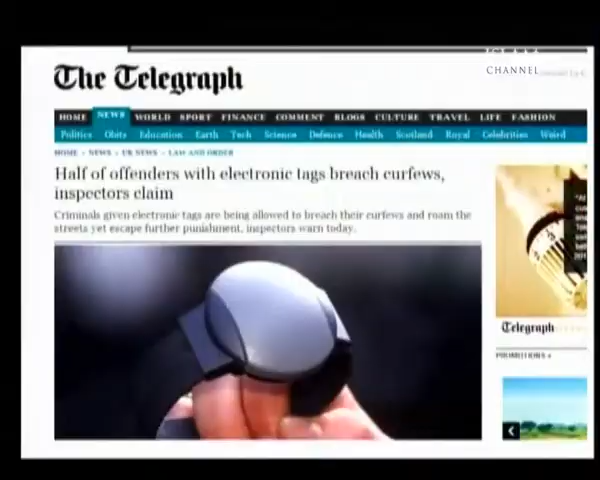 CHANNEL
The Telegraph
HOME NEWS WORLD SPORT FINANCE COMMENT BLOGS CULTURE TRAVEL LIFE FASHION
Politics Obits Education Earth Tech Science Defence Health Scotland Royal Celebrities Weird
HOME » NEWS » UK NEWS » LAW AND ORDER
Half of offenders with electronic tags breach curfews,
inspectors claim
Criminals given electronic tags are being allowed to breach their curfews and roam the
streets yet escape further punishment, inspectors warn today.
Telegraph
PROMOTIONS »